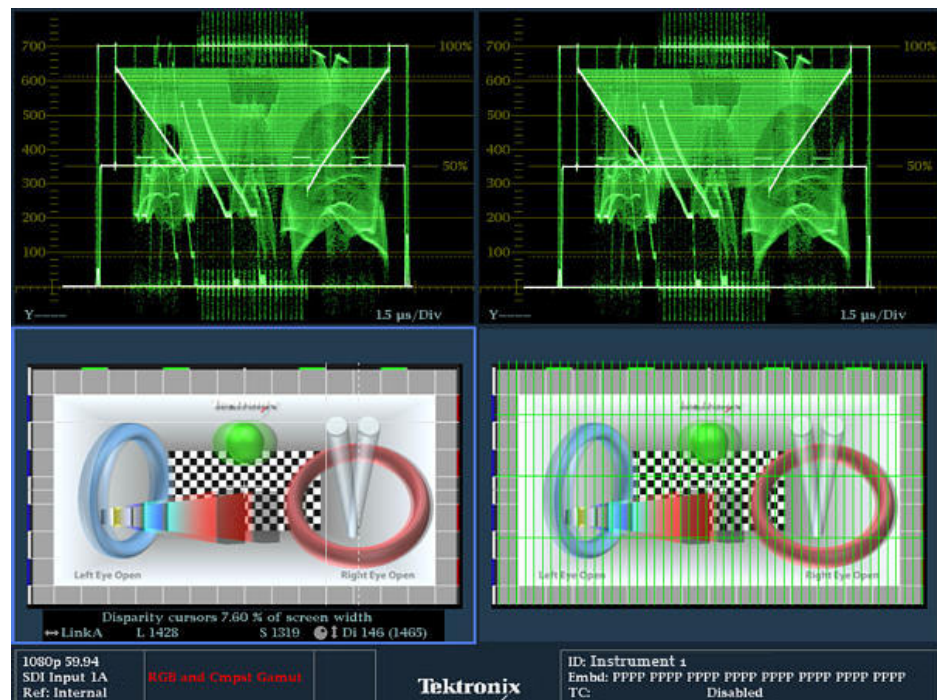 700
100%
600
500
400
50%
300
200
100
Y----
1.5 µs/Div
700
100%
600
500
400
50%
300
200
100
Y----
1.5 µs/Div
Left Eye Open
Right Eye Open
Disparity cursors 7.60 % of screen width
LinkA L 1428 S 1319 Di 146 (1465)
Left Eye Open
Right Eye Open
1080p 59.94
SDI Input 1A
Ref: Internal
RGB and Cmpst Gamut
Tektronix
ID: Instrument 1
Embd: PPPP PPPP PPPP PPPP PPPP PPPP PPPP PPPP
TC: Disabled